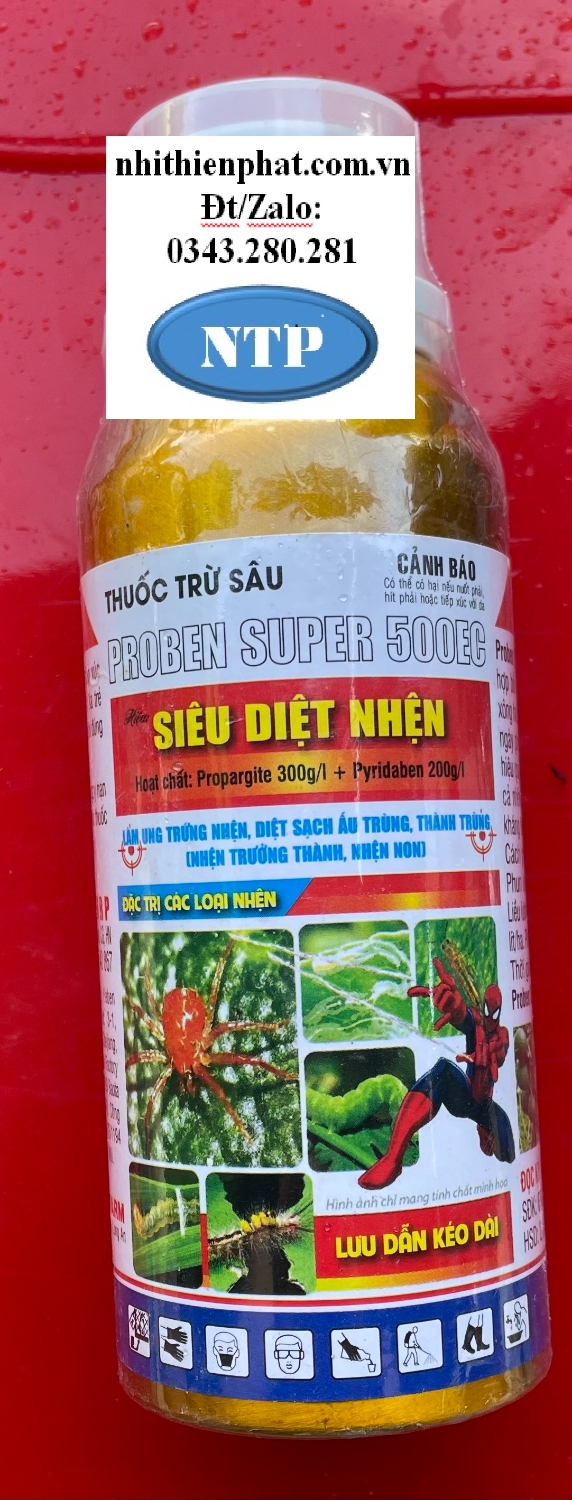 nhithienphat.com.vn
Đt/Zalo:
0343.280.281
NTP
THUỐC TRỪ SÂU
CẢNH BÁO
Có thể có hại nếu nuốt phải,
hít phải hoặc tiếp xúc với da
PROBEN SUPER 500EC
Hiệu
SIÊU DIỆT NHỆN
Hoạt chất: Propargite 300g/l + Pyridaben 200g/l
LÀM UNG TRỨNG NHỆN, DIỆT SẠCH ẤU TRÙNG, THÀNH TRÙNG
(NHỆN TRƯỞNG THÀNH, NHỆN NON)
ĐẶC TRỊ CÁC LOẠI NHỆN
Hình ảnh chỉ mang tính chất minh họa
LƯU DẪN KÉO DÀI